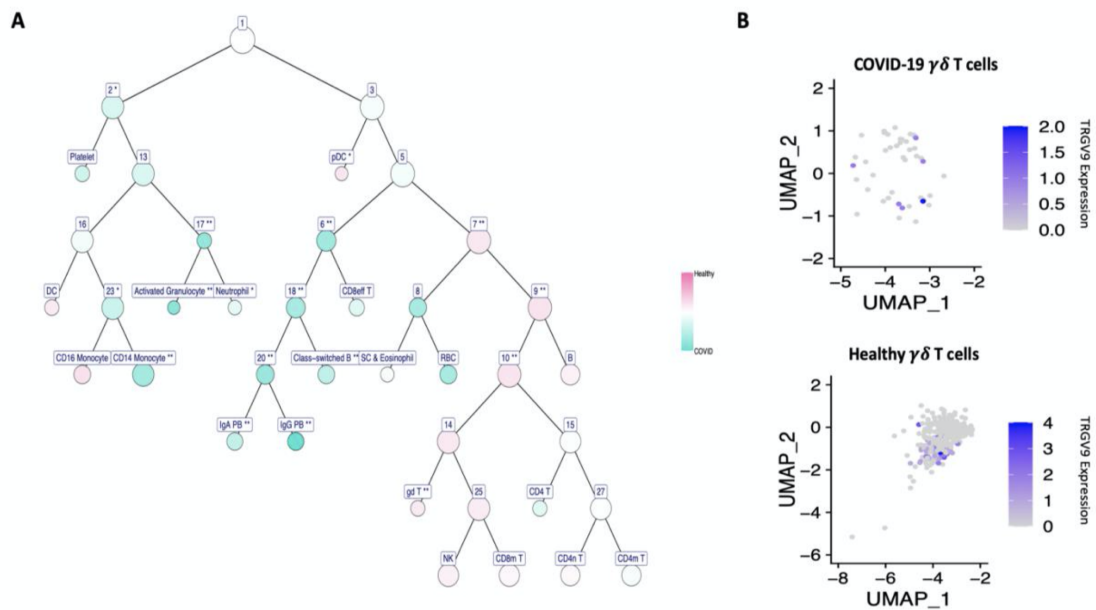 A
1
2 *
3
Platelet
13
pDC *
5
16
17 **
6 **
7 **
DC
23 *
Activated Granulocyte **
Neutrophil *
18 **
CD8eff T
8
9 **
CD16 Monocyte
CD14 Monocyte **
20 **
Class-switched B **
SC & Eosinophil
RBC
10 **
B
IgA PB **
IgG PB **
14
15
gd T **
25
CD4 T
27
NK
CD8m T
CD4n T
CD4m T
Healthy
COVID
B
COVID-19 γδ T cells
UMAP_2
2
1
0
−1
−2
−5
−4
−3
−2
UMAP_1
2.0
1.5
1.0
0.5
0.0
TRGV9 Expression
Healthy γδ T cells
UMAP_2
2
0
−2
−4
−6
−8
−6
−4
−2
UMAP_1
4
3
2
1
0
TRGV9 Expression